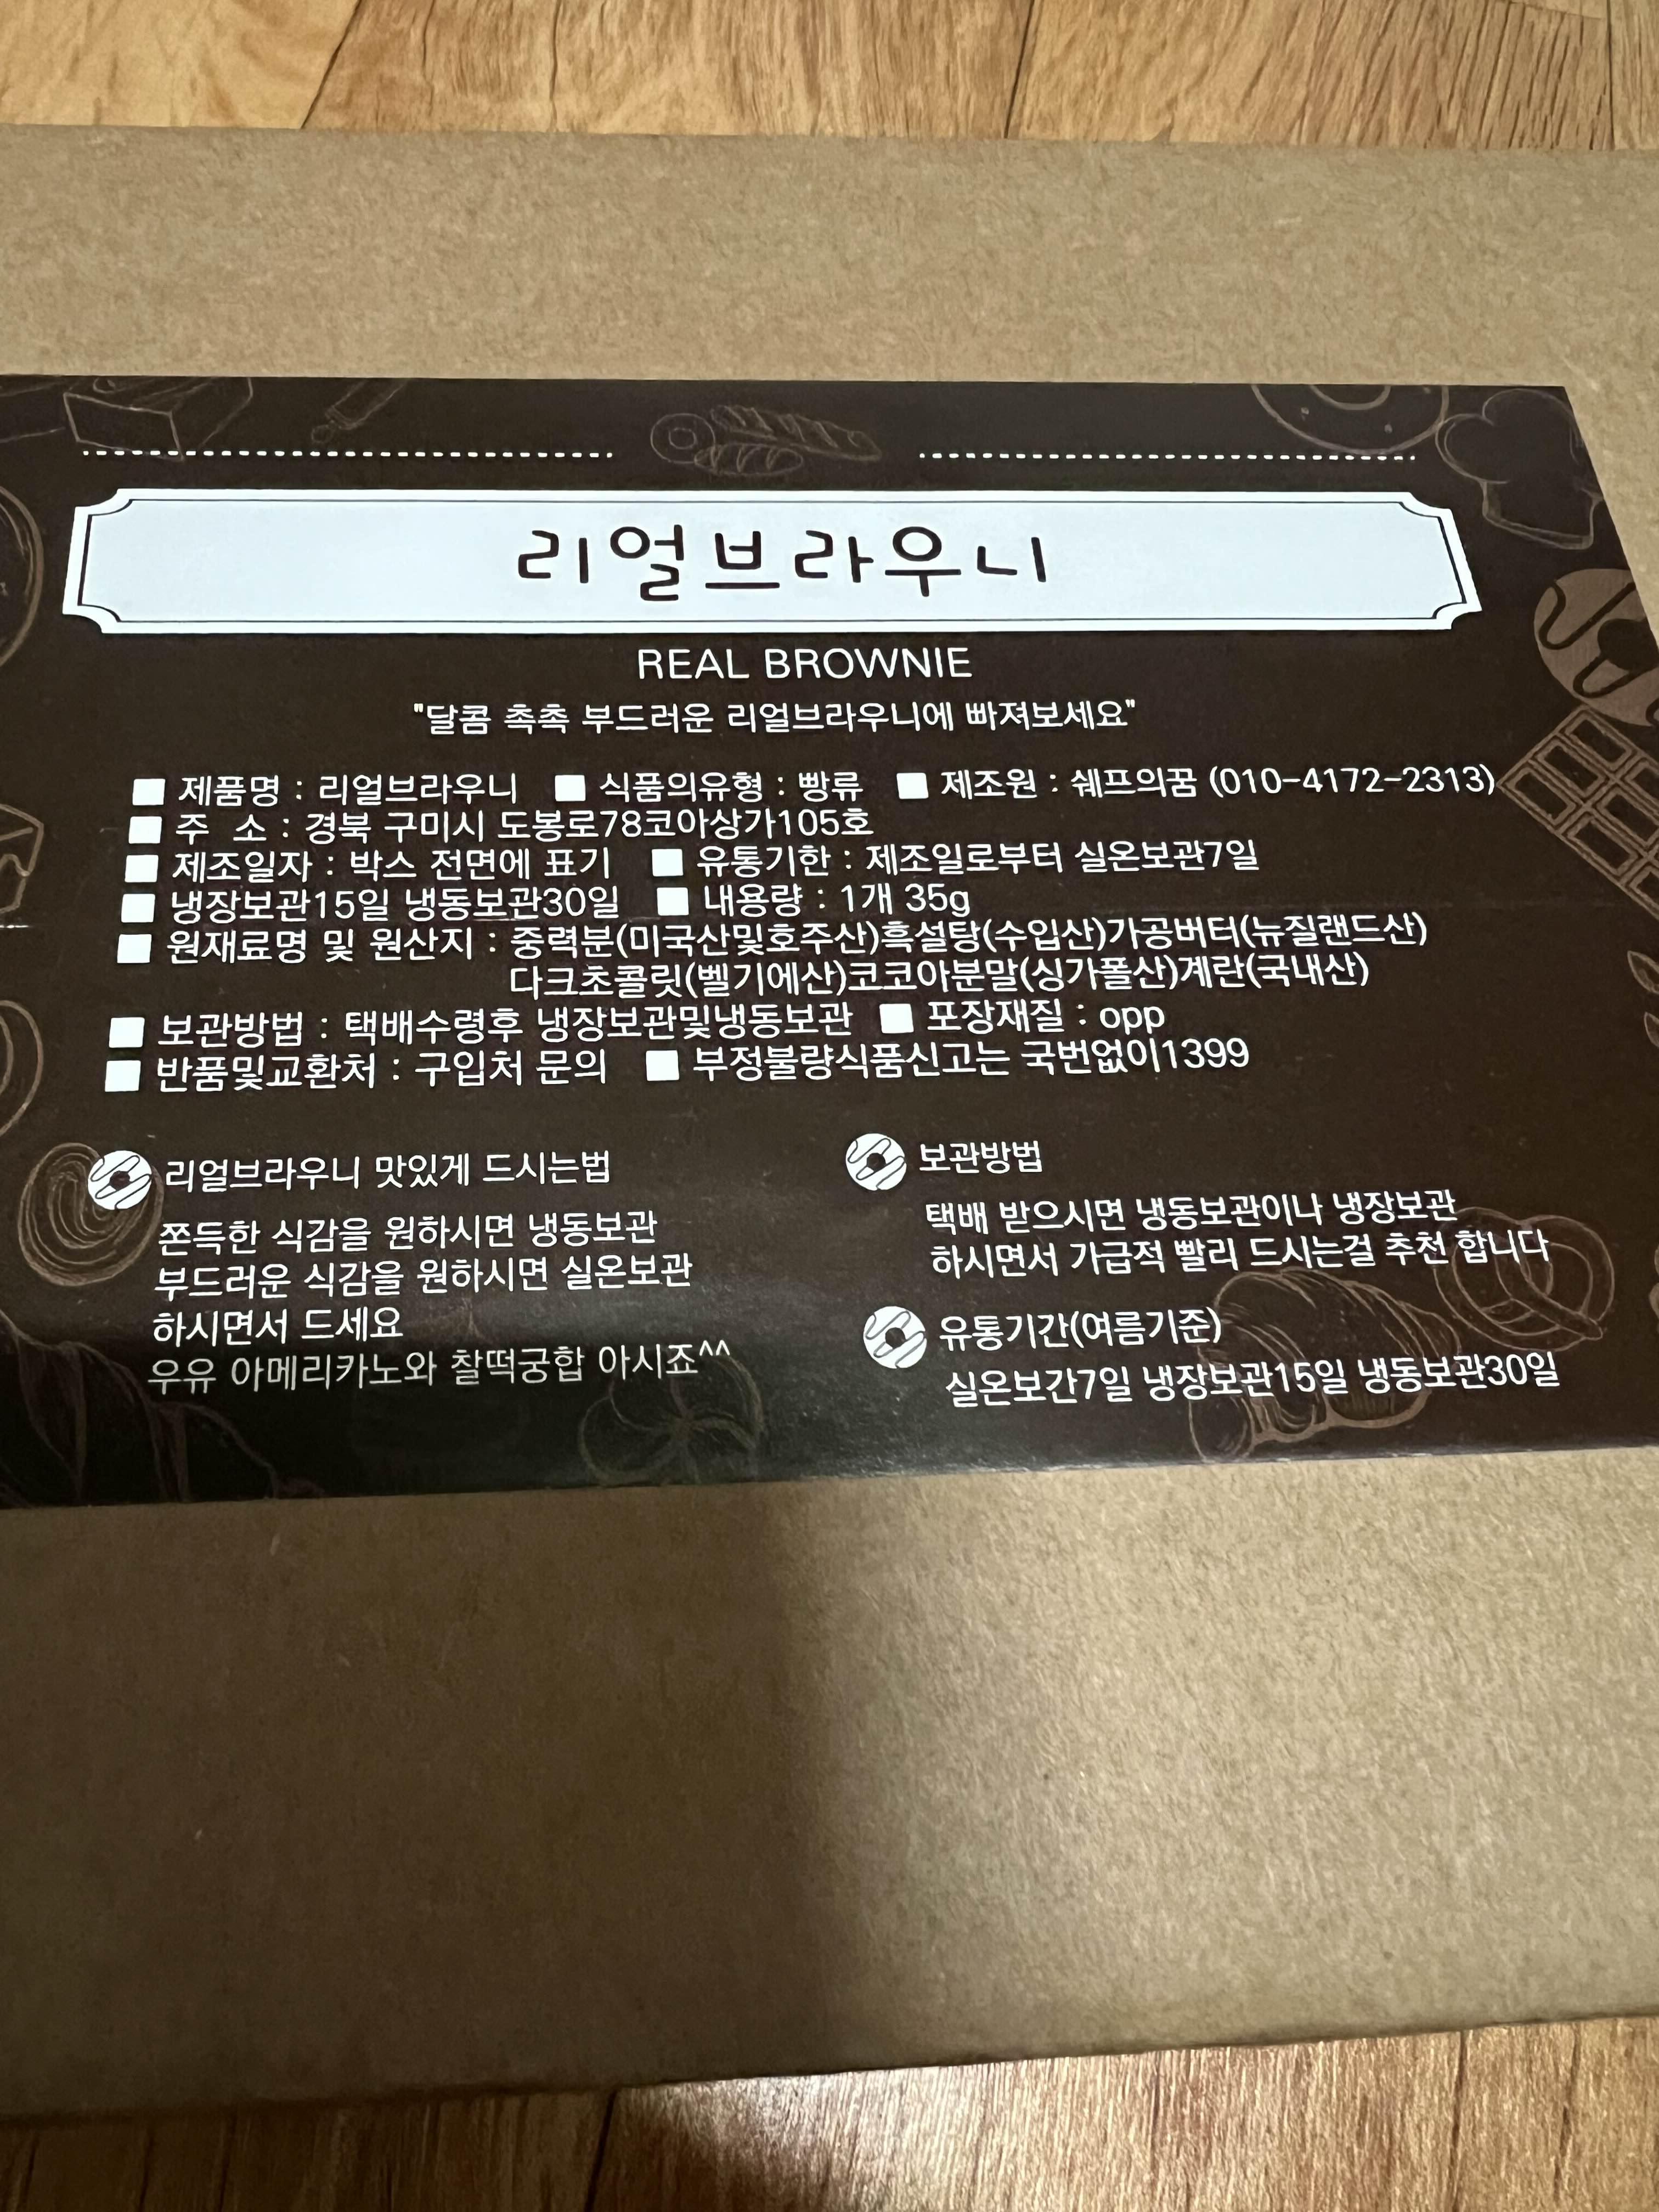 리얼브라우니
REAL BROWNIE
"달콤 촉촉 부드러운 리얼브라우니에 빠져보세요"
■ 제품명 : 리얼브라우니 ■ 식품의유형 : 빵류 ■ 제조원 : 쉐프의꿈 (010-4172-2313)
■ 주 소 : 경북 구미시 도봉로78코아상가105호
■ 제조일자 : 박스 전면에 표기 ■ 유통기한 : 제조일로부터 실온보관7일
■ 냉장보관15일 냉동보관30일 ■ 내용량 : 1개 35g
■ 원재료명 및 원산지 : 중력분(미국산및호주산)흑설탕(수입산)가공버터(뉴질랜드산)
다크초콜릿(벨기에산)코코아분말(싱가폴산)계란(국내산)
■ 보관방법 : 택배수령후 냉장보관및냉동보관 ■ 포장재질 : opp
■ 반품및교환처 : 구입처 문의 ■ 부정불량식품신고는 국번없이1399
리얼브라우니 맛있게 드시는법
쫀득한 식감을 원하시면 냉동보관
부드러운 식감을 원하시면 실온보관
하시면서 드세요
우유 아메리카노와 찰떡궁합 아시죠^^
보관방법
택배 받으시면 냉동보관이나 냉장보관
하시면서 가급적 빨리 드시는걸 추천 합니다
유통기간(여름기준)
실온보간7일 냉장보관15일 냉동보관30일